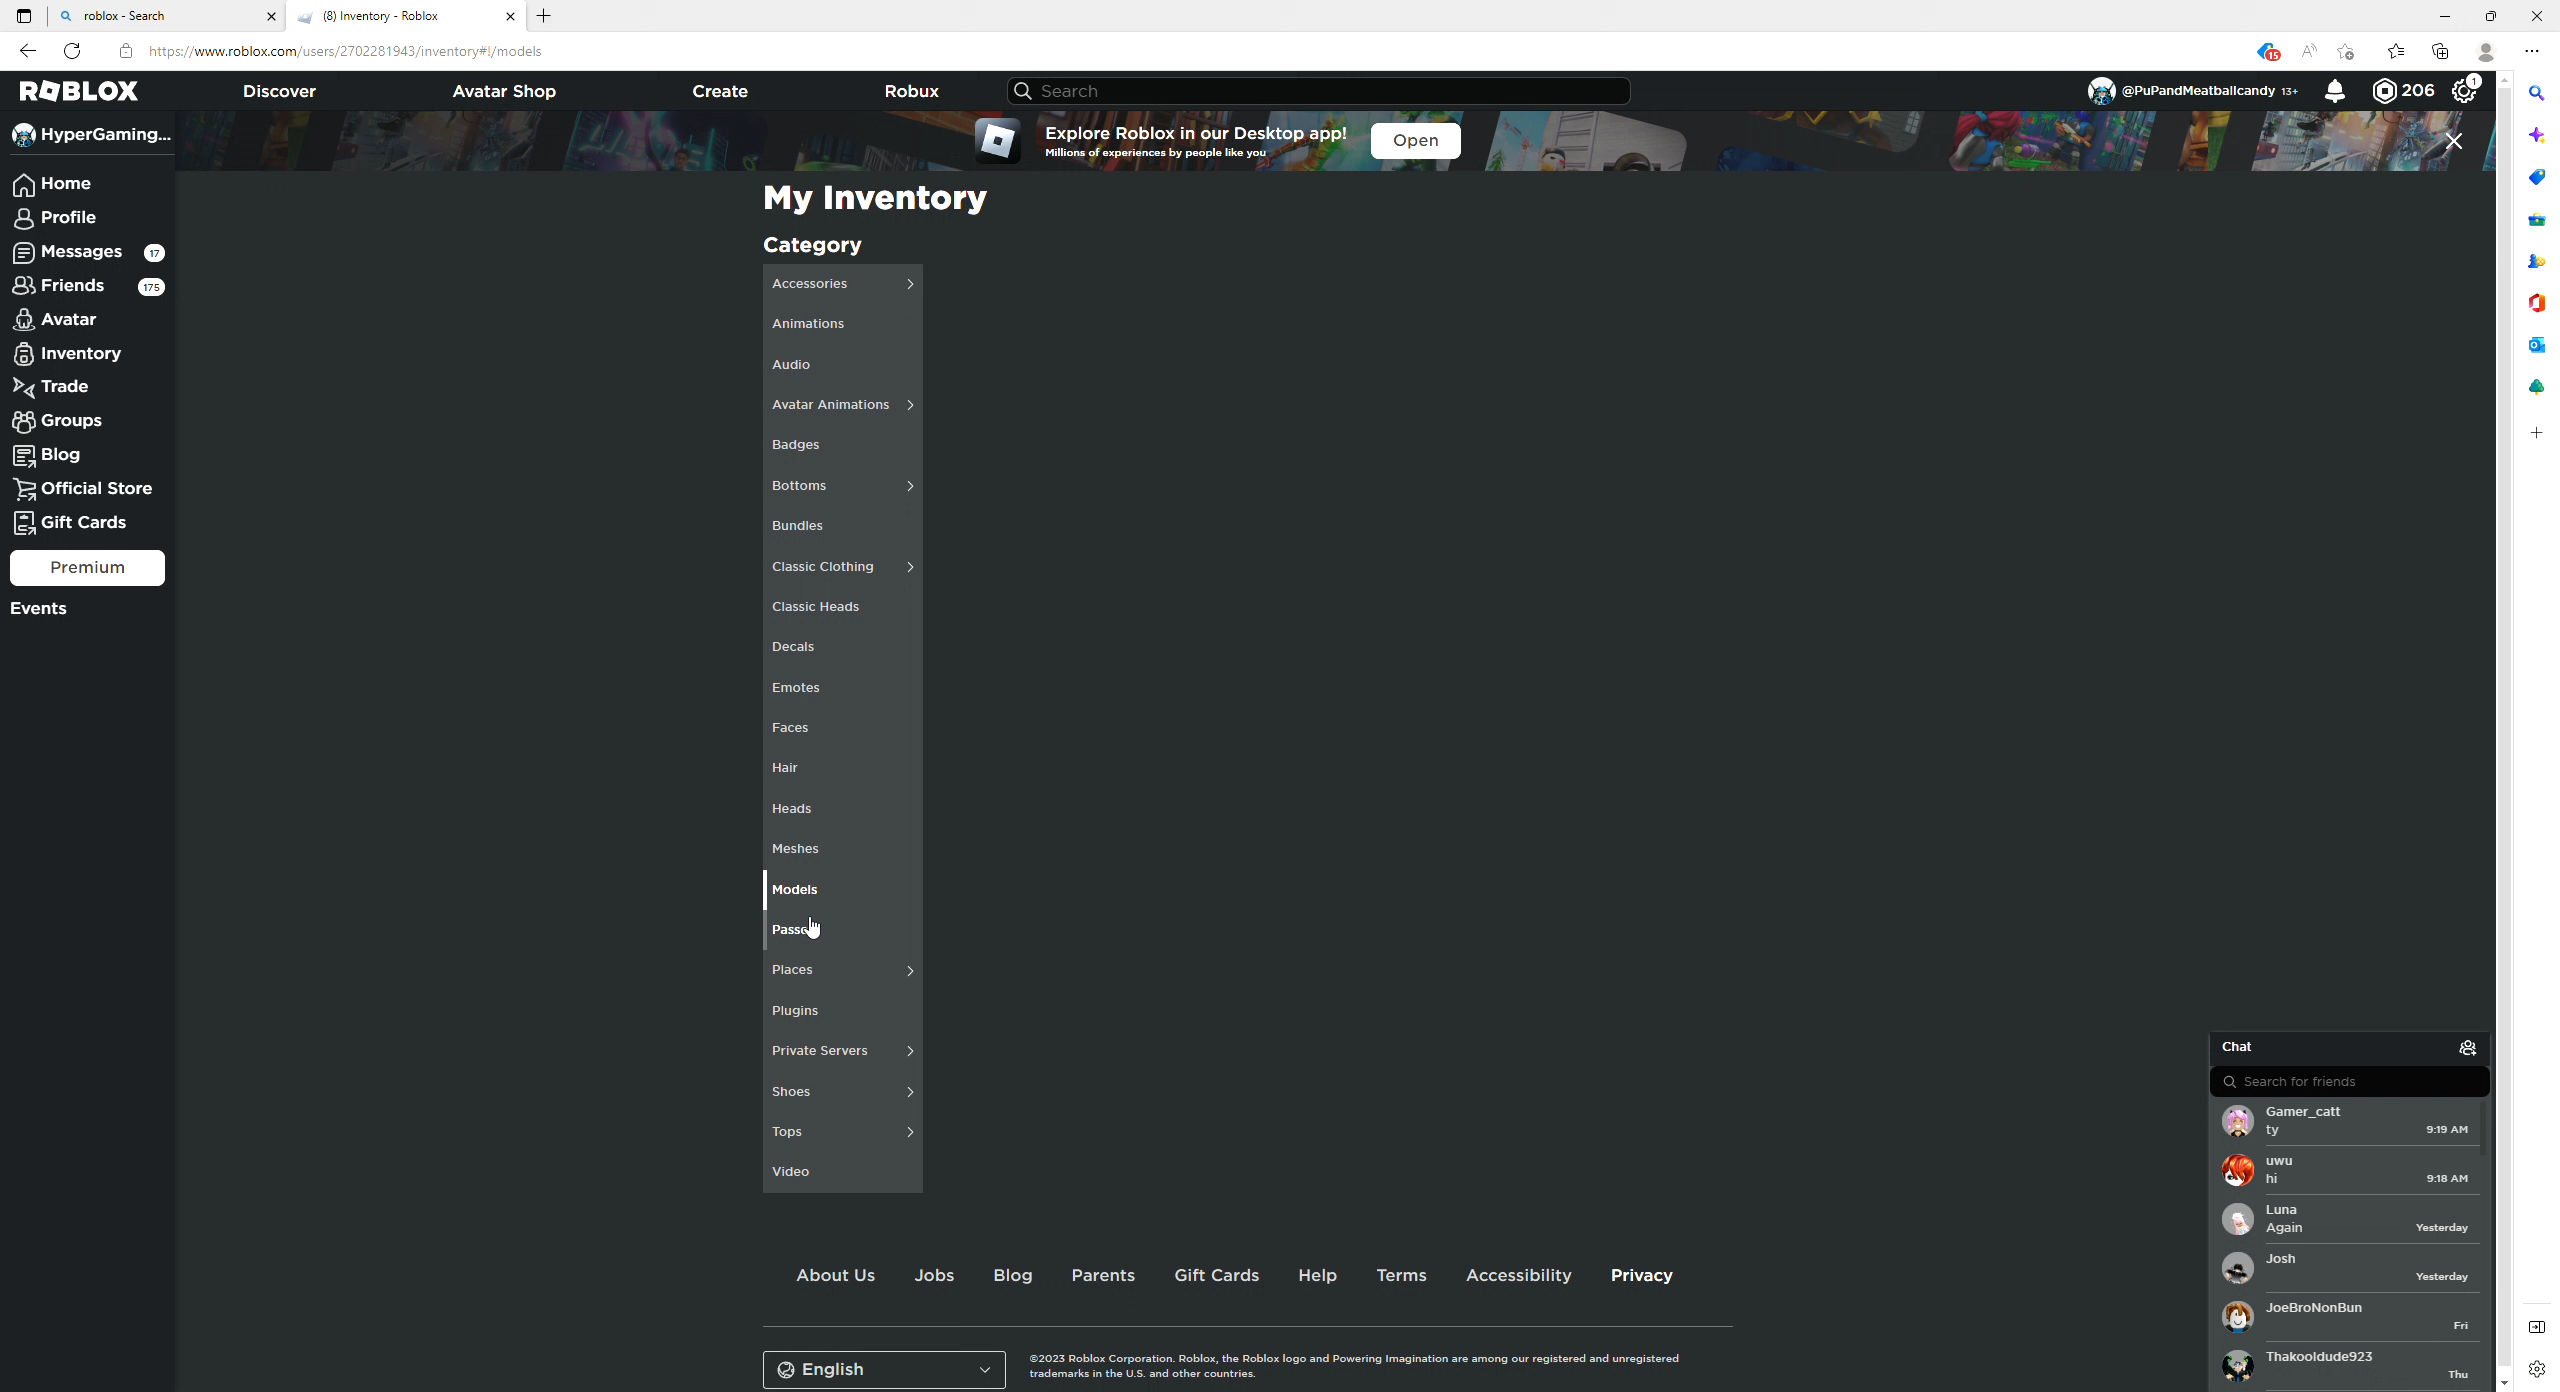 roblox - Search
(8) Inventory - Roblox
https://www.roblox.com/users/2702281943/inventory#!/models
15
ROBLOX
Discover
Avatar Shop
Create
Robux
Search
@PuPandMeatballcandy 13+
206
1
HyperGaming...
Explore Roblox in our Desktop app!
Millions of experiences by people like you
Open
Home
Profile
Messages 17
Friends 175
Avatar
Inventory
Trade
Groups
Blog
Official Store
Gift Cards
Premium
Events
My Inventory
Category
Accessories
Animations
Audio
Avatar Animations
Badges
Bottoms
Bundles
Classic Clothing
Classic Heads
Decals
Emotes
Faces
Hair
Heads
Meshes
Models
Places
Plugins
Private Servers
Shoes
Tops
Video
Chat
Search for friends
Gamer_catt
ty 9:19 AM
uwu
hi 9:18 AM
Luna
Again Yesterday
Josh
Yesterday
JoeBroNonBun
Fri
Thakooldude923
Thu
About Us Jobs Blog Parents Gift Cards Help Terms Accessibility Privacy
English
©2023 Roblox Corporation. Roblox, the Roblox logo and Powering Imagination are among our registered and unregistered
trademarks in the U.S. and other countries.